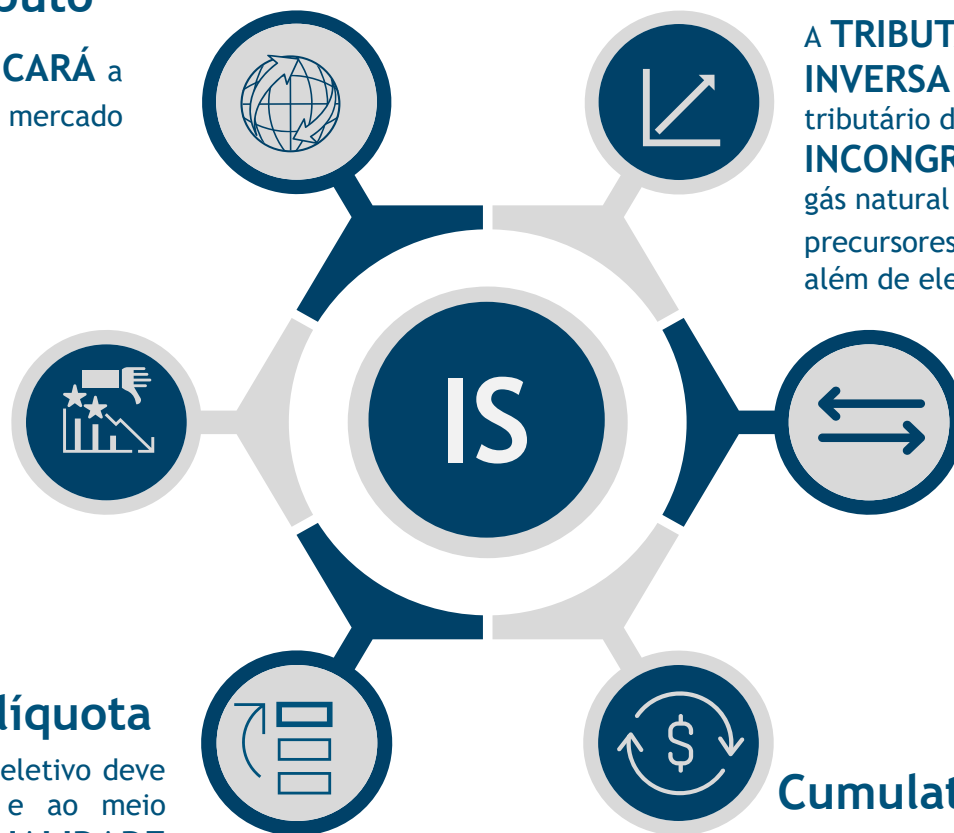 CARÁ a
mercado
A TRIBUT
INVERSA
tributário d
INCONGR
gás natural
precursores
além de ele
IS
$
líquota
eletivo deve
e ao meio
Cumulat